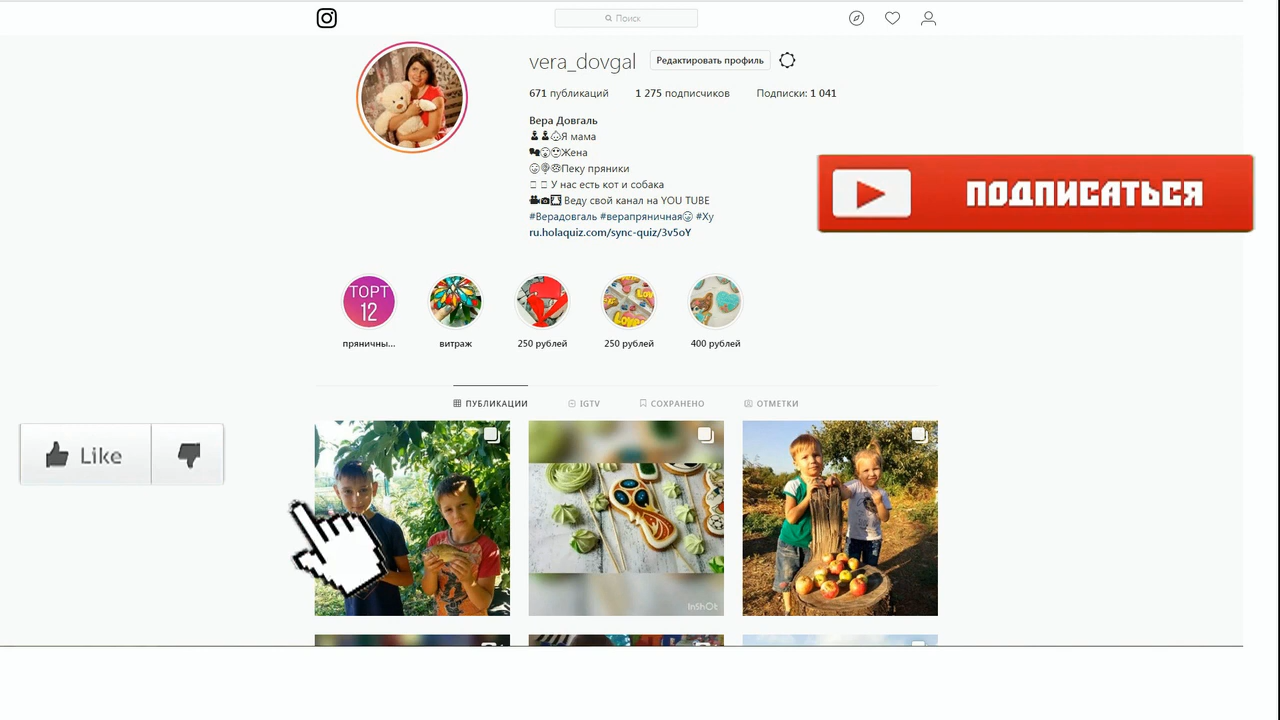 Поиск
vera_dovgal Редактировать профиль
671 публикаций 1 275 подписчиков Подписки: 1 041
Вера Довгаль
Я мама
Жена
Пеку пряники
У нас есть кот и собака
Веду свой канал на YOU TUBE
#Верадовгаль #верапряничная #Ху
ru.holaquiz.com/sync-quiz/3v5oY
ПОДПИСАТЬСЯ
ТОРТ
12
пряничны... витраж 250 рублей 250 рублей 400 рублей
ПУБЛИКАЦИИ IGTV СОХРАНЕНО ОТМЕТКИ
Like
InShOt